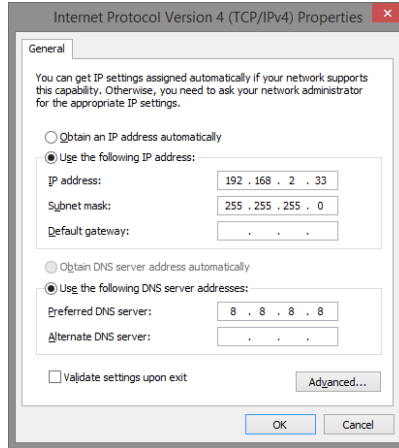 Internet Protocol Version 4 (TCP/IPv4) Properties
General
You can get IP settings assigned automatically if your network supports
this capability. Otherwise, you need to ask your network administrator
for the appropriate IP settings.
Obtain an IP address automatically
Use the following IP address:
IP address: 192 . 168 . 2 . 33
Subnet mask: 255 . 255 . 255 . 0
Default gateway: . . .
Obtain DNS server address automatically
Use the following DNS server addresses:
Preferred DNS server: 8 . 8 . 8 . 8
Alternate DNS server: . . .
Validate settings upon exit
Advanced...
OK Cancel